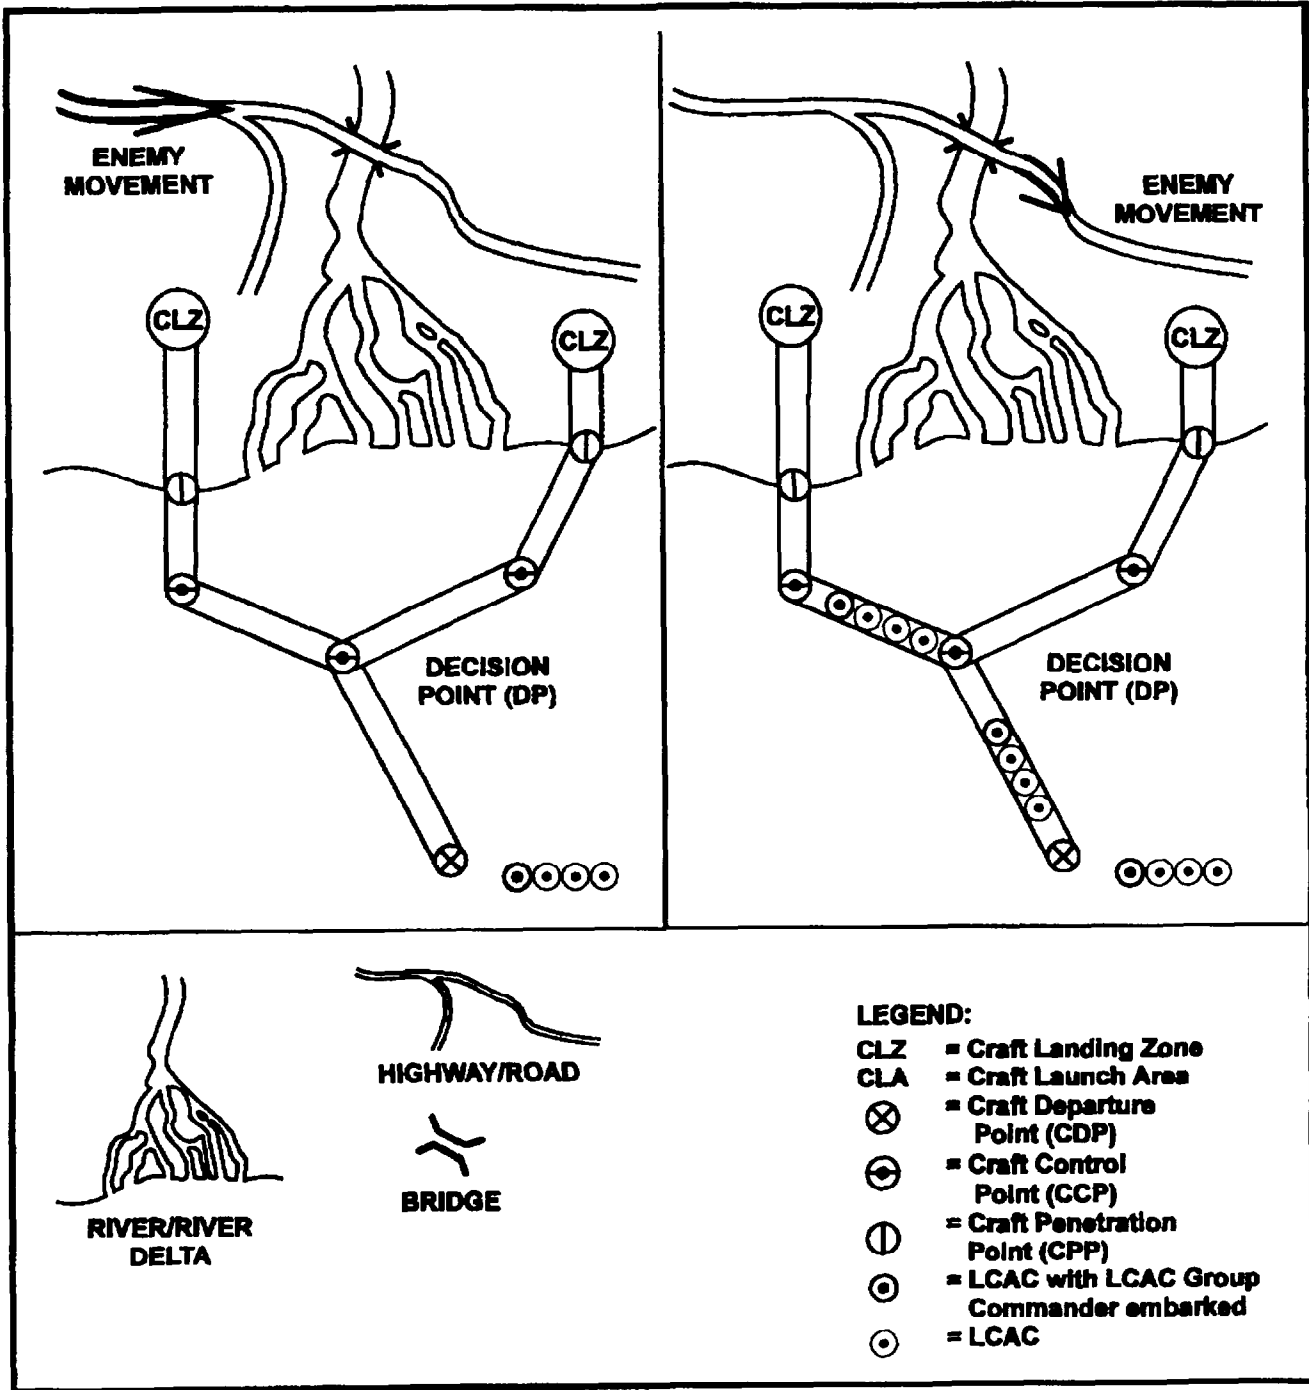 ENEMY
MOVEMENT
CLZ
CLZ
DECISION
POINT (DP)
ENEMY
MOVEMENT
CLZ
CLZ
DECISION
POINT (DP)
RIVER/RIVER
DELTA
HIGHWAY/ROAD
BRIDGE
LEGEND:
CLZ = Craft Landing Zone
CLA = Craft Launch Area
= Craft Departure
Point (CDP)
= Craft Control
Point (CCP)
= Craft Penetration
Point (CPP)
= LCAC with LCAC Group
Commander embarked
= LCAC